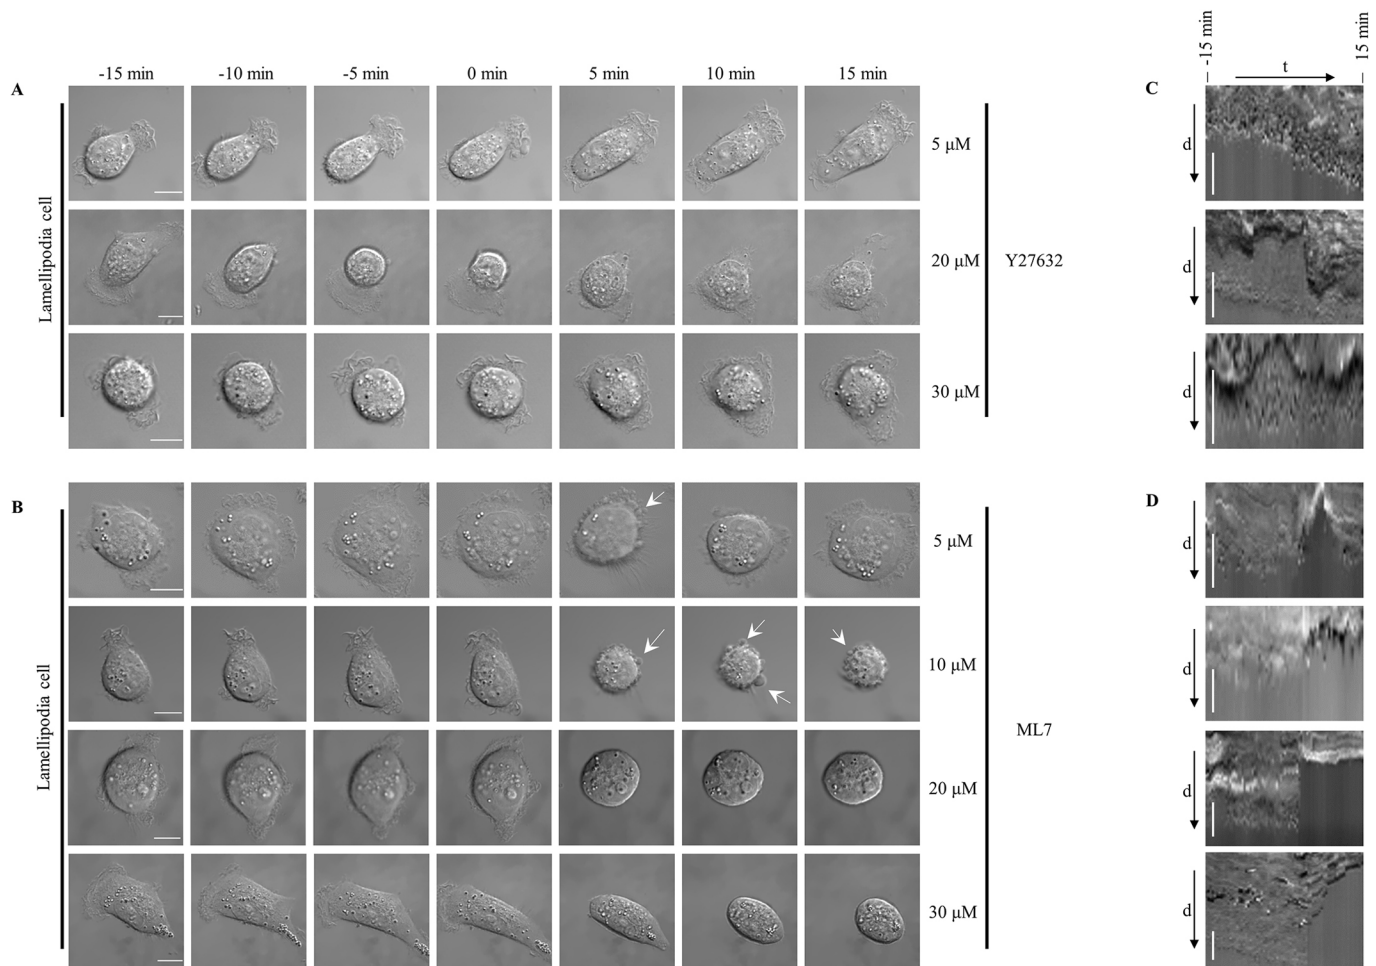 -15 min
15 min
t
-15 min -10 min -5 min 0 min 5 min 10 min 15 min
A
C
Lamellipodia cell
5 μM
20 μM
30 μM
Y27632
d
d
d
B
D
Lamellipodia cell
5 μM
10 μM
20 μM
30 μM
ML7
d
d
d
d